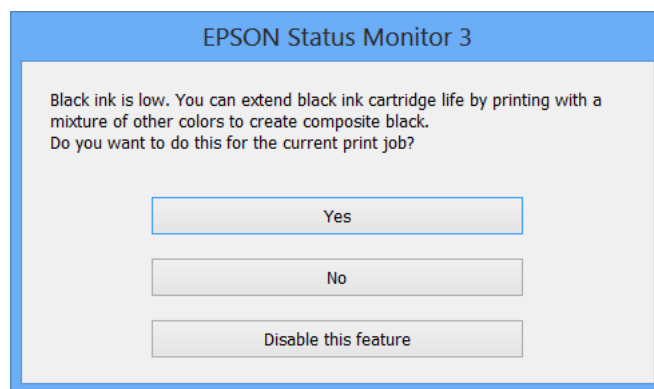 EPSON Status Monitor 3
Black ink is low. You can extend black ink cartridge life by printing with a
mixture of other colors to create composite black.
Do you want to do this for the current print job?
Yes
No
Disable this feature